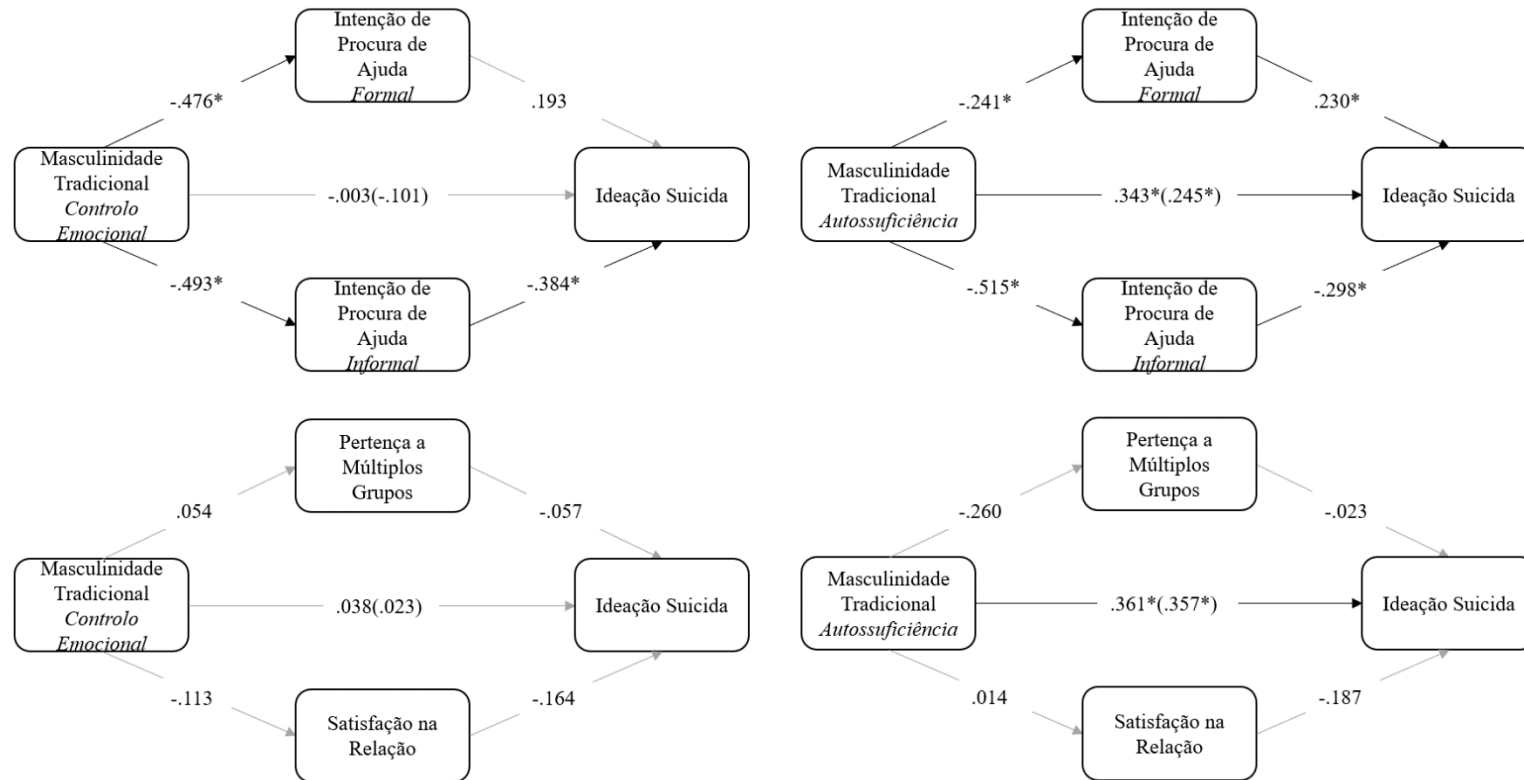 Intenção de
Procura de
Ajuda
Formal
-.476*
.193
Masculinidade
Tradicional
Controlo
Emocional
-.003(-.101)
Ideação Suicida
-.493*
-.384*
Intenção de
Procura de
Ajuda
Informal
Intenção de
Procura de
Ajuda
Formal
-.241*
.230*
Masculinidade
Tradicional
Autossuficiência
.343*(.245*)
Ideação Suicida
-.515*
-.298*
Intenção de
Procura de
Ajuda
Informal
Pertença a
Múltiplos
Grupos
.054
-.057
Masculinidade
Tradicional
Controlo
Emocional
.038(.023)
Ideação Suicida
-.113
-.164
Satisfação na
Relação
Pertença a
Múltiplos
Grupos
-.260
-.023
Masculinidade
Tradicional
Autossuficiência
.361*(.357*)
Ideação Suicida
.014
-.187
Satisfação na
Relação